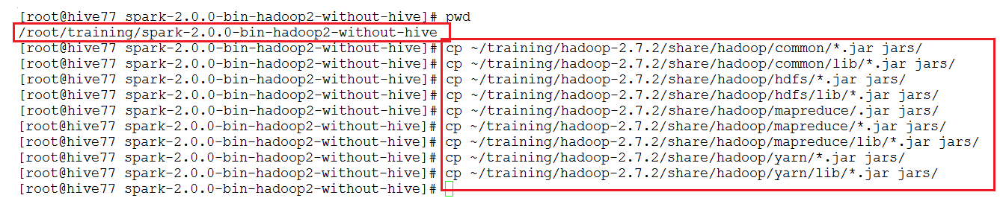 [root@hive77 spark-2.0.0-bin-hadoop2-without-hive]# pwd
/root/training/spark-2.0.0-bin-hadoop2-without-hive
[root@hive77 spark-2.0.0-bin-hadoop2-without-hive]# cp ~/training/hadoop-2.7.2/share/hadoop/common/*.jar jars/
[root@hive77 spark-2.0.0-bin-hadoop2-without-hive]# cp ~/training/hadoop-2.7.2/share/hadoop/common/lib/*.jar jars/
[root@hive77 spark-2.0.0-bin-hadoop2-without-hive]# cp ~/training/hadoop-2.7.2/share/hadoop/hdfs/*.jar jars/
[root@hive77 spark-2.0.0-bin-hadoop2-without-hive]# cp ~/training/hadoop-2.7.2/share/hadoop/hdfs/lib/*.jar jars/
[root@hive77 spark-2.0.0-bin-hadoop2-without-hive]# cp ~/training/hadoop-2.7.2/share/hadoop/mapreduce/.jar jars/
[root@hive77 spark-2.0.0-bin-hadoop2-without-hive]# cp ~/training/hadoop-2.7.2/share/hadoop/mapreduce/*.jar jars/
[root@hive77 spark-2.0.0-bin-hadoop2-without-hive]# cp ~/training/hadoop-2.7.2/share/hadoop/mapreduce/lib/*.jar jars/
[root@hive77 spark-2.0.0-bin-hadoop2-without-hive]# cp ~/training/hadoop-2.7.2/share/hadoop/yarn/*.jar jars/
[root@hive77 spark-2.0.0-bin-hadoop2-without-hive]# cp ~/training/hadoop-2.7.2/share/hadoop/yarn/lib/*.jar jars/
[root@hive77 spark-2.0.0-bin-hadoop2-without-hive]#